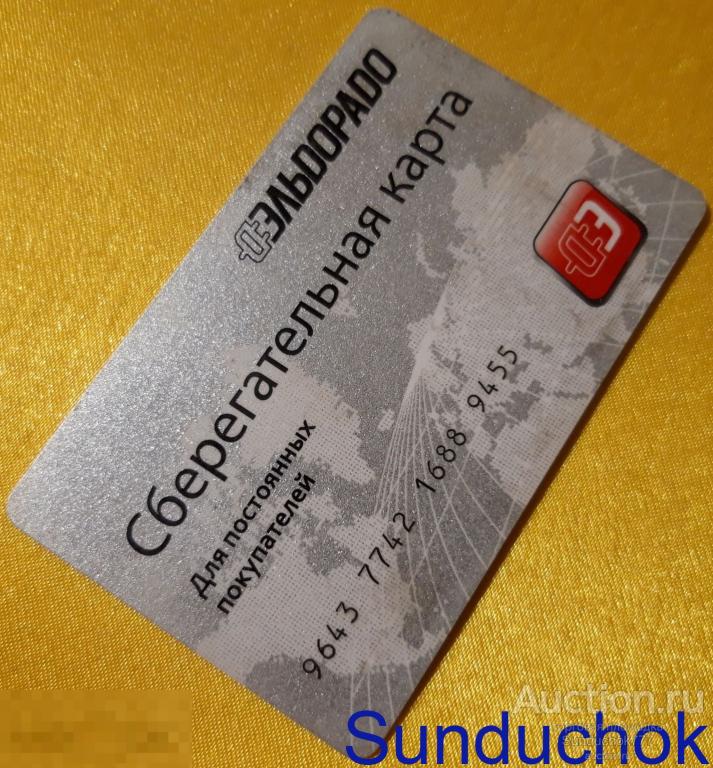 ЭЛЬДОРАДО
Сберегательная карта
Для постоянных
покупателей
9643 7742 1688 9455
Auction.ru
Sunduchok